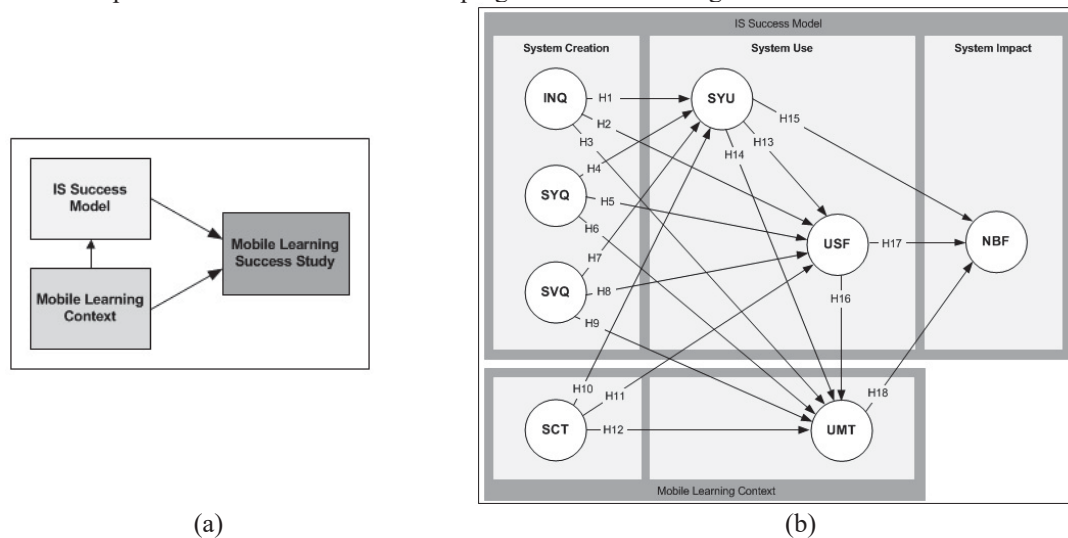 IS Success
Model
Mobile Learning
Context
Mobile Learning
Success Study
(a)
IS Success Model
System Creation
System Use
System Impact
INQ
SYQ
SVQ
SCT
SYU
USF
UMT
NBF
H1
H2
H3
H4
H5
H6
H7
H8
H9
H10
H11
H12
H13
H14
H15
H16
H17
H18
Mobile Learning Context
(b)